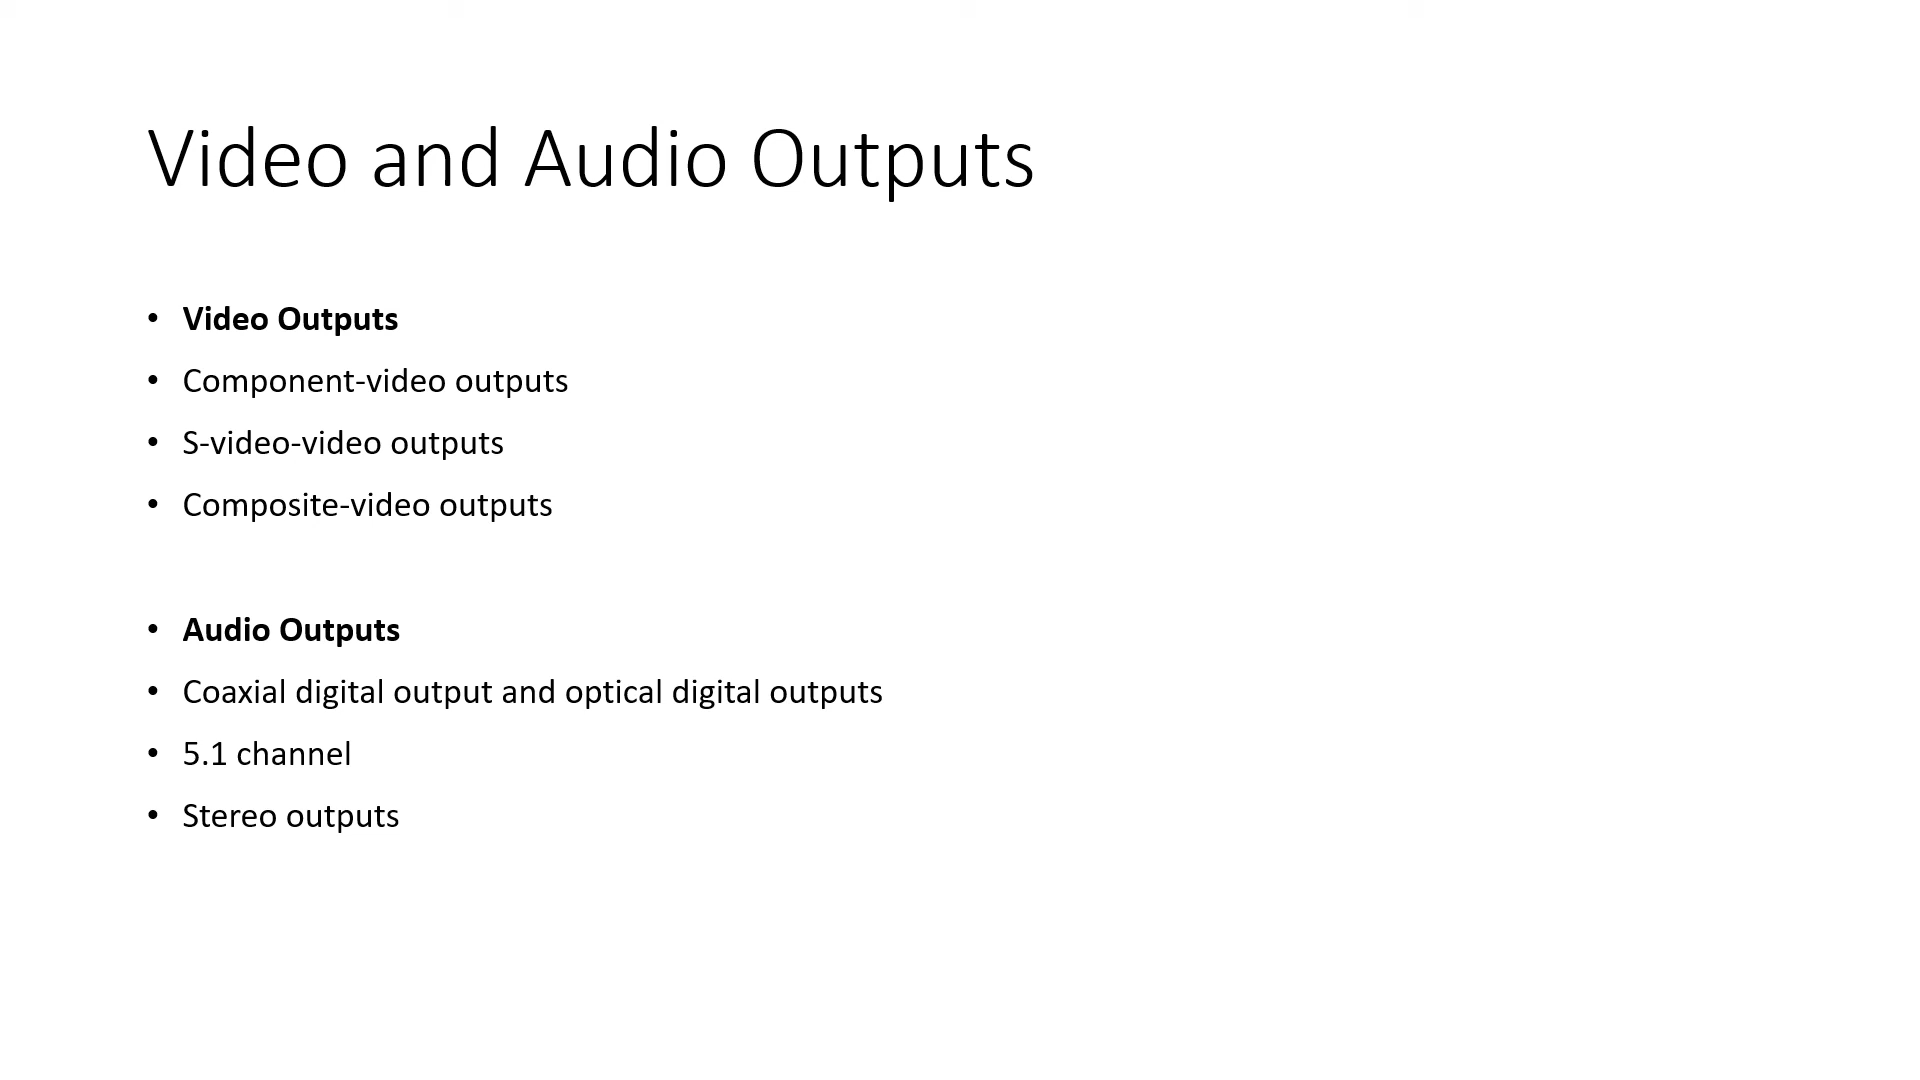 Video and Audio Outputs
• Video Outputs
• Component-video outputs
• S-video-video outputs
• Composite-video outputs
• Audio Outputs
• Coaxial digital output and optical digital outputs
• 5.1 channel
• Stereo outputs